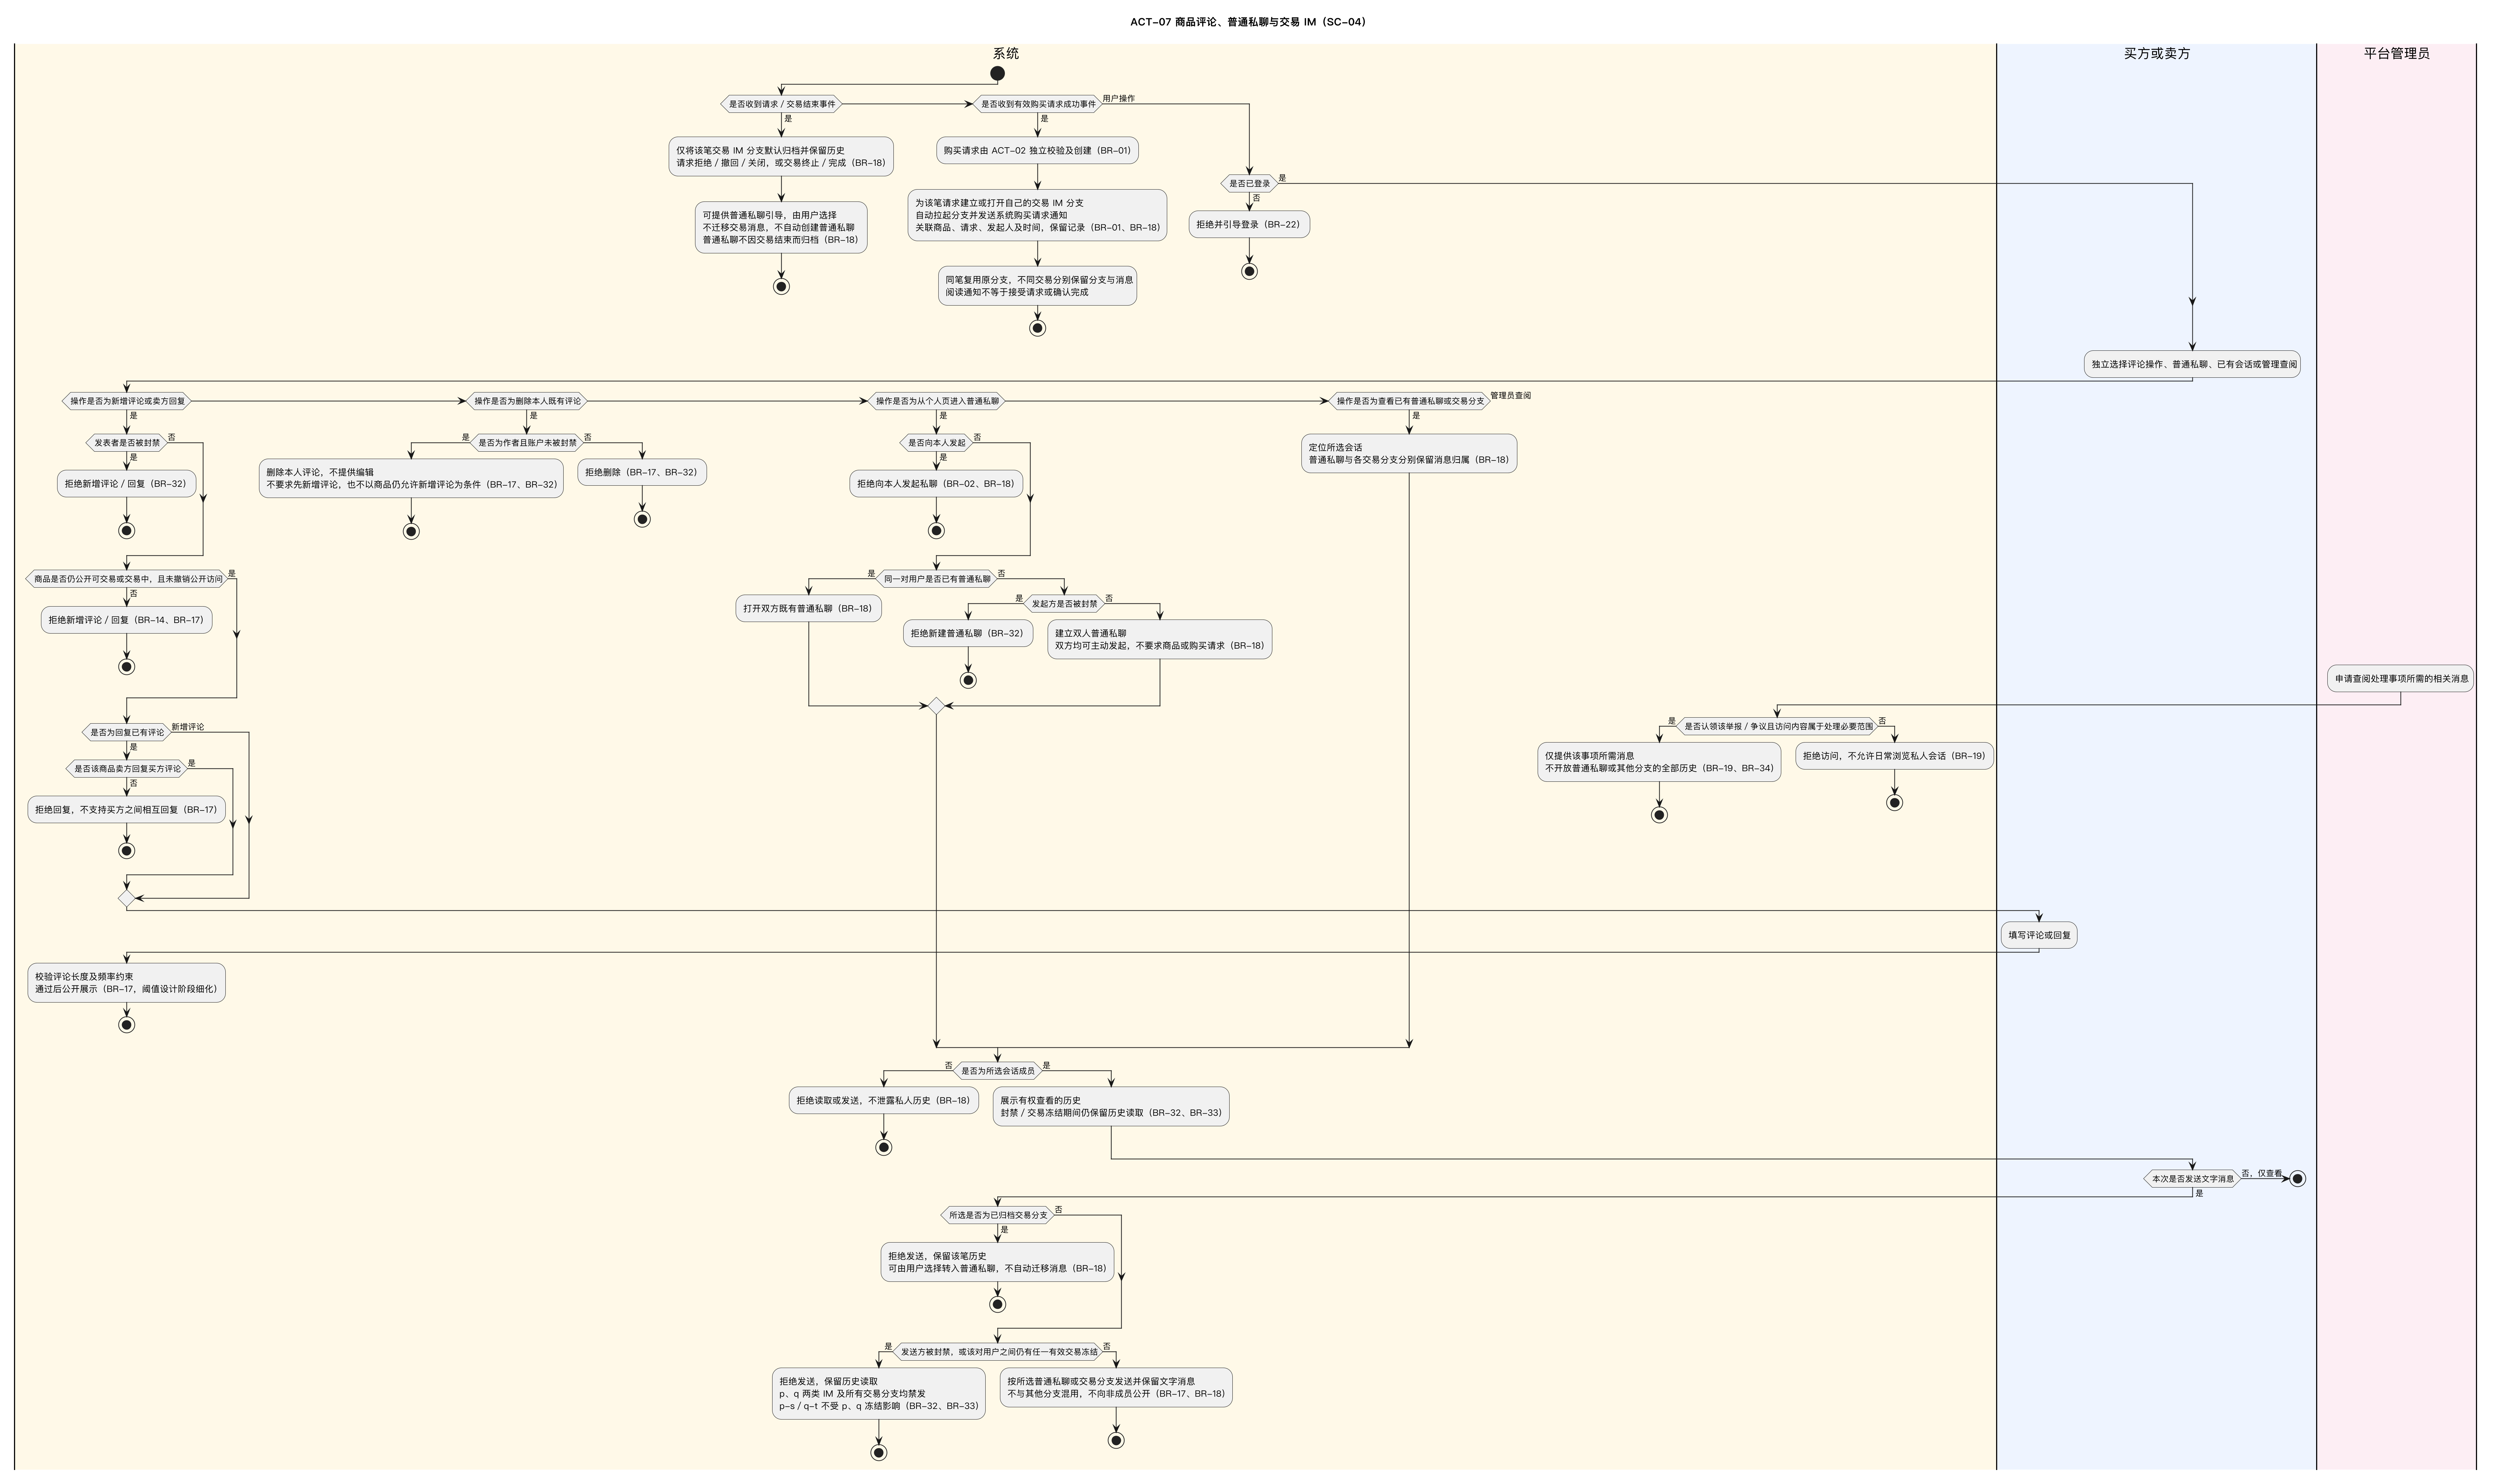 ACT-07 商品评论、普通私聊与交易 IM（SC-04）
系统
买方或卖方
平台管理员
是否收到请求 / 交易结束事件
是
是否收到有效购买请求成功事件
用户操作
是
仅将该笔交易 IM 分支默认归档并保留历史
请求拒绝 / 撤回 / 关闭，或交易终止 / 完成（BR-18）
可提供普通私聊引导，由用户选择
不迁移交易消息，不自动创建普通私聊
普通私聊不因交易结束而归档（BR-18）
购买请求由 ACT-02 独立校验及创建（BR-01）
为该笔请求建立或打开自己的交易 IM 分支
自动拉起分支并发送系统购买请求通知
关联商品、请求、发起人及时间，保留记录（BR-01、BR-18）
同笔复用原分支，不同交易分别保留分支与消息
阅读通知不等于接受请求或确认完成
是否已登录
是
否
拒绝并引导登录（BR-22）
独立选择评论操作、普通私聊、已有会话或管理查阅
操作是否为新增评论或卖方回复
是
操作是否为删除本人既有评论
是
操作是否为从个人页进入普通私聊
是
操作是否为查看已有普通私聊或交易分支
管理员查阅
是
发表者是否被封禁
否
是
拒绝新增评论 / 回复（BR-32）
是
是否为作者且账户未被封禁
否
删除本人评论，不提供编辑
不要求先新增评论，也不以商品仍允许新增评论为条件（BR-17、BR-32）
拒绝删除（BR-17、BR-32）
是否向本人发起
否
是
拒绝向本人发起私聊（BR-02、BR-18）
定位所选会话
普通私聊与各交易分支分别保留消息归属（BR-18）
商品是否仍公开可交易或交易中，且未撤销公开访问
是
否
拒绝新增评论 / 回复（BR-14、BR-17）
是
同一对用户是否已有普通私聊
否
打开双方既有普通私聊（BR-18）
是
发起方是否被封禁
否
拒绝新建普通私聊（BR-32）
建立双人普通私聊
双方均可主动发起，不要求商品或购买请求（BR-18）
申请查阅处理事项所需的相关消息
是
是否认领该举报 / 争议且访问内容属于处理必要范围
否
仅提供该事项所需消息
不开放普通私聊或其他分支的全部历史（BR-19、BR-34）
拒绝访问，不允许日常浏览私人会话（BR-19）
是否为回复已有评论
新增评论
是
是否该商品卖方回复买方评论
是
否
拒绝回复，不支持买方之间相互回复（BR-17）
填写评论或回复
校验评论长度及频率约束
通过后公开展示（BR-17，阈值设计阶段细化）
否
是否为所选会话成员
是
拒绝读取或发送，不泄露私人历史（BR-18）
展示有权查看的历史
封禁 / 交易冻结期间仍保留历史读取（BR-32、BR-33）
本次是否发送文字消息
否，仅查看
是
所选是否为已归档交易分支
否
是
拒绝发送，保留该笔历史
可由用户选择转入普通私聊，不自动迁移消息（BR-18）
是
发送方被封禁，或该对用户之间仍有任一有效交易冻结
否
拒绝发送，保留历史读取
p、q 两类 IM 及所有交易分支均禁发
p-s / q-t 不受 p、q 冻结影响（BR-32、BR-33）
按所选普通私聊或交易分支发送并保留文字消息
不与其他分支混用，不向非成员公开（BR-17、BR-18）